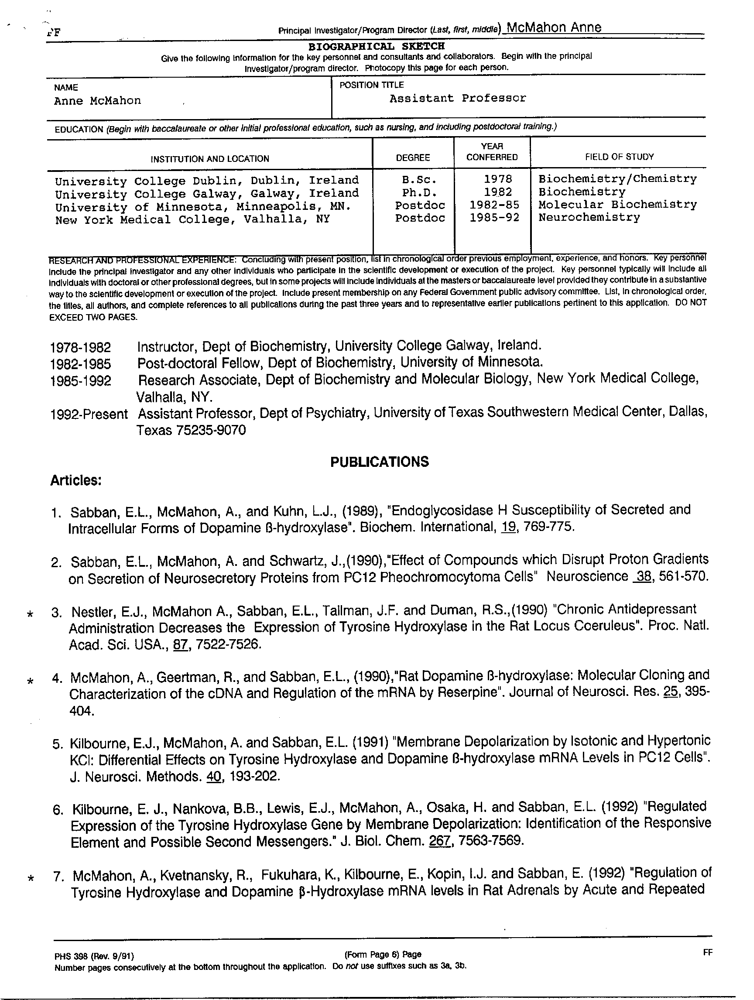 FF
Principal Investigator/Program Director (Last, first, middle) McMahon Anne
BIOGRAPHICAL SKETCH
Give the following information for the key personnel and consultants and collaborators. Begin with the principal
investigator/program director. Photocopy this page for each person.
NAME
POSITION TITLE
Anne McMahon
Assistant Professor
EDUCATION (Begin with baccalaureate or other initial professional education, such as nursing, and including postdoctoral training.)
INSTITUTION AND LOCATION DEGREE YEAR CONFERRED FIELD OF STUDY
University College Dublin, Dublin, Ireland B.Sc. 1978 Biochemistry/Chemistry
University College Galway, Galway, Ireland Ph.D. 1982 Biochemistry
University of Minnesota, Minneapolis, MN. Postdoc 1982-85 Molecular Biochemistry
New York Medical College, Valhalla, NY Postdoc 1985-92 Neurochemistry
RESEARCH AND PROFESSIONAL EXPERIENCE: Concluding with present position, list in chronological order previous employment, experience, and honors. Key personnel
include the principal investigator and any other individuals who participate in the scientific development or execution of the project. Key personnel typically will include all
individuals with doctoral or other professional degrees, but in some projects will include individuals at the masters or baccalaureate level provided they contribute in a substantive
way to the scientific development or execution of the project. Include present membership on any Federal Government public advisory committee. List, in chronological order,
the titles, all authors, and complete references to all publications during the past three years and to representative earlier publications pertinent to this application. DO NOT
EXCEED TWO PAGES.
1978-1982 Instructor, Dept of Biochemistry, University College Galway, Ireland.
1982-1985 Post-doctoral Fellow, Dept of Biochemistry, University of Minnesota.
1985-1992 Research Associate, Dept of Biochemistry and Molecular Biology, New York Medical College,
Valhalla, NY.
1992-Present Assistant Professor, Dept of Psychiatry, University of Texas Southwestern Medical Center, Dallas,
Texas 75235-9070
PUBLICATIONS
Articles:
1. Sabban, E.L., McMahon, A., and Kuhn, L.J., (1989), "Endoglycosidase H Susceptibility of Secreted and
Intracellular Forms of Dopamine ß-hydroxylase". Biochem. International, 19, 769-775.
2. Sabban, E.L., McMahon, A. and Schwartz, J.,(1990),"Effect of Compounds which Disrupt Proton Gradients
on Secretion of Neurosecretory Proteins from PC12 Pheochromocytoma Cells" Neuroscience 38, 561-570.
* 3. Nestler, E.J., McMahon A., Sabban, E.L., Tallman, J.F. and Duman, R.S.,(1990) "Chronic Antidepressant
Administration Decreases the Expression of Tyrosine Hydroxylase in the Rat Locus Coeruleus". Proc. Natl.
Acad. Sci. USA., 87, 7522-7526.
* 4. McMahon, A., Geertman, R., and Sabban, E.L., (1990),"Rat Dopamine ß-hydroxylase: Molecular Cloning and
Characterization of the cDNA and Regulation of the mRNA by Reserpine". Journal of Neurosci. Res. 25, 395-
404.
5. Kilbourne, E.J., McMahon, A. and Sabban, E.L. (1991) "Membrane Depolarization by Isotonic and Hypertonic
KCl: Differential Effects on Tyrosine Hydroxylase and Dopamine ß-hydroxylase mRNA Levels in PC12 Cells".
J. Neurosci. Methods. 40, 193-202.
6. Kilbourne, E. J., Nankova, B.B., Lewis, E.J., McMahon, A., Osaka, H. and Sabban, E.L. (1992) "Regulated
Expression of the Tyrosine Hydroxylase Gene by Membrane Depolarization: Identification of the Responsive
Element and Possible Second Messengers." J. Biol. Chem. 267, 7563-7569.
* 7. McMahon, A., Kvetnansky, R., Fukuhara, K., Kilbourne, E., Kopin, I.J. and Sabban, E. (1992) "Regulation of
Tyrosine Hydroxylase and Dopamine β-Hydroxylase mRNA levels in Rat Adrenals by Acute and Repeated
PHS 398 (Rev. 9/91) (Form Page 6) Page FF
Number pages consecutively at the bottom throughout the application. Do not use suffixes such as 3a, 3b.